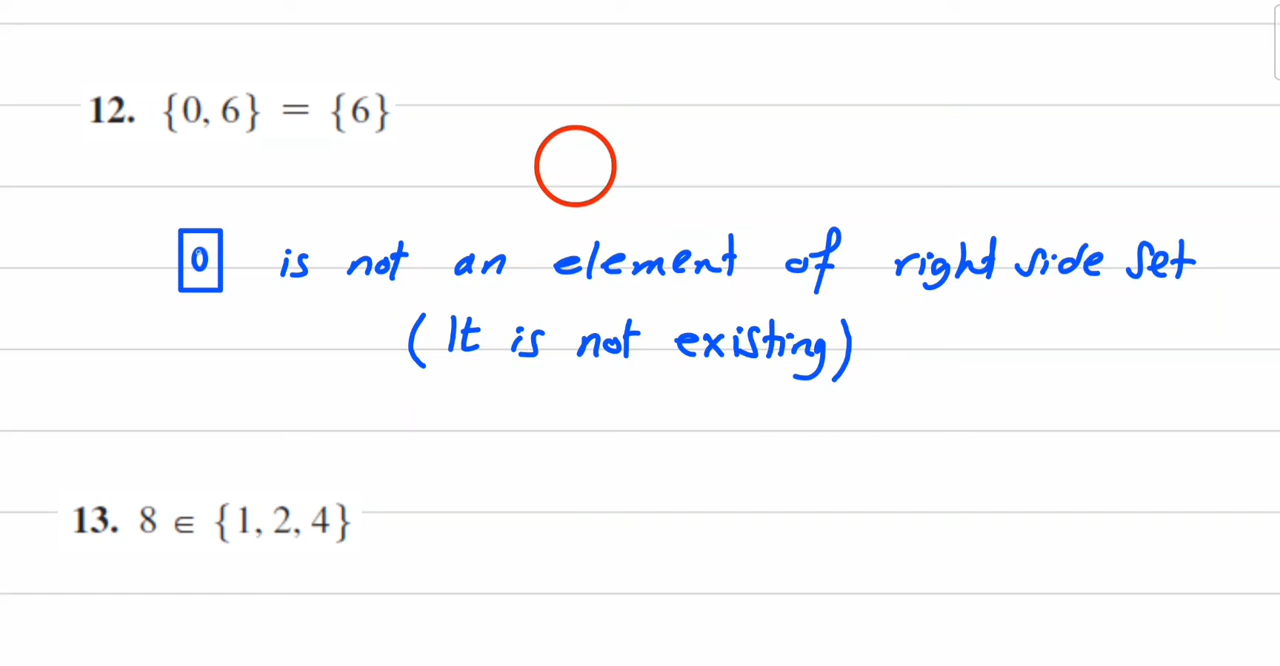 12. {0, 6} = {6}
0 is not an element of right side set
(It is not existing)
13. 8 ∈ {1, 2, 4}